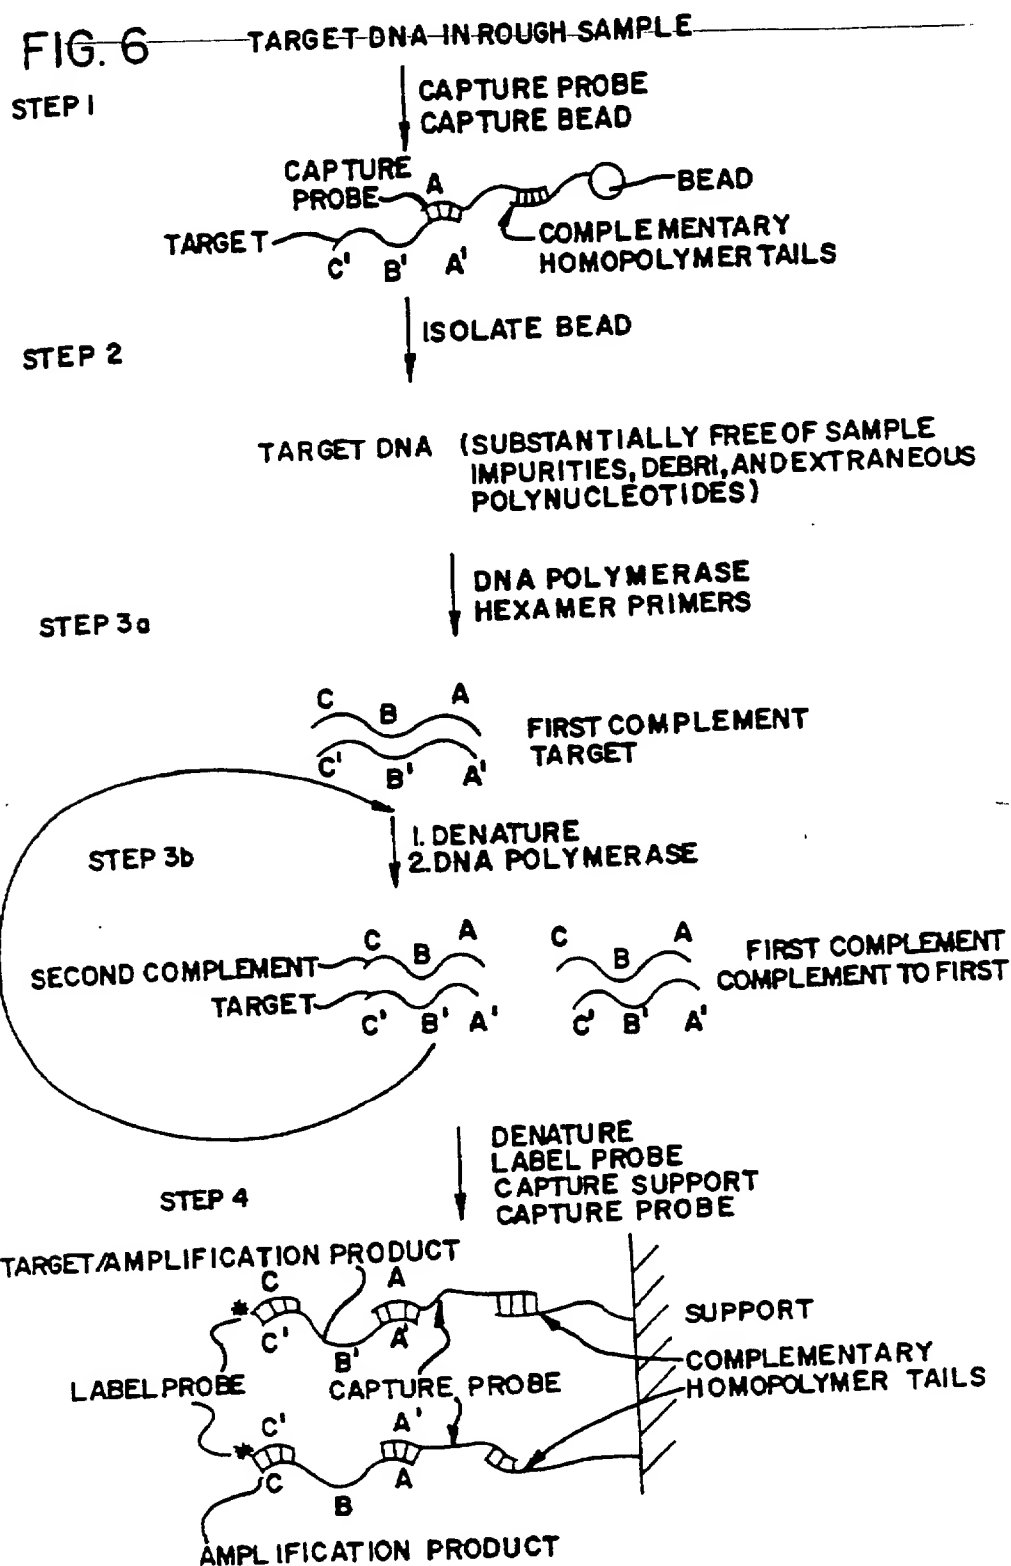 FIG. 6
TARGET DNA IN ROUGH SAMPLE
STEP 1
CAPTURE PROBE
CAPTURE BEAD
CAPTURE
PROBE
A
BEAD
TARGET
COMPLEMENTARY
HOMOPOLYMER TAILS
C' B' A'
ISOLATE BEAD
STEP 2
TARGET DNA (SUBSTANTIALLY FREE OF SAMPLE
IMPURITIES, DEBRI, AND EXTRANEOUS
POLYNUCLEOTIDES)
DNA POLYMERASE
HEXAMER PRIMERS
STEP 3a
C B A
FIRST COMPLEMENT
TARGET
C' B' A'
1. DENATURE
2. DNA POLYMERASE
STEP 3b
C B A
C B A
FIRST COMPLEMENT
SECOND COMPLEMENT
COMPLEMENT TO FIRST
TARGET
C' B' A'
C' B' A'
DENATURE
LABEL PROBE
CAPTURE SUPPORT
CAPTURE PROBE
STEP 4
TARGET/AMPLIFICATION PRODUCT
C A
*
SUPPORT
C' B' A'
COMPLEMENTARY
HOMOPOLYMER TAILS
LABEL PROBE
CAPTURE PROBE
C' A'
*
C B A
AMPLIFICATION PRODUCT